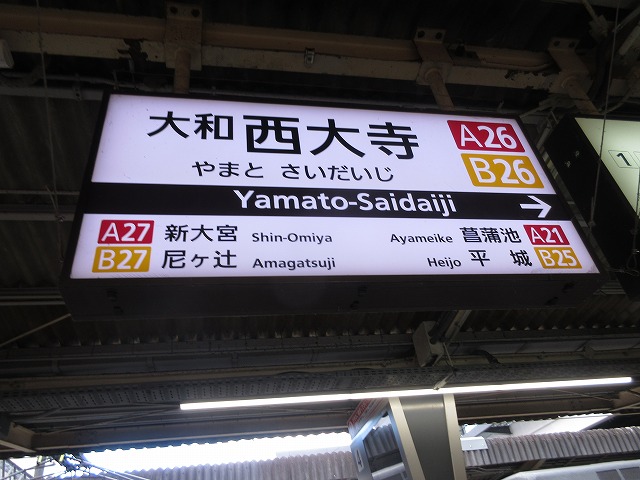 大和西大寺 A26
やまと さいだいじ B26
Yamato-Saidaiji
A27 新大宮 Shin-Omiya Ayameike 菖蒲池 A21
B27 尼ヶ辻 Amagatsuji Heijo 平城 B25
1